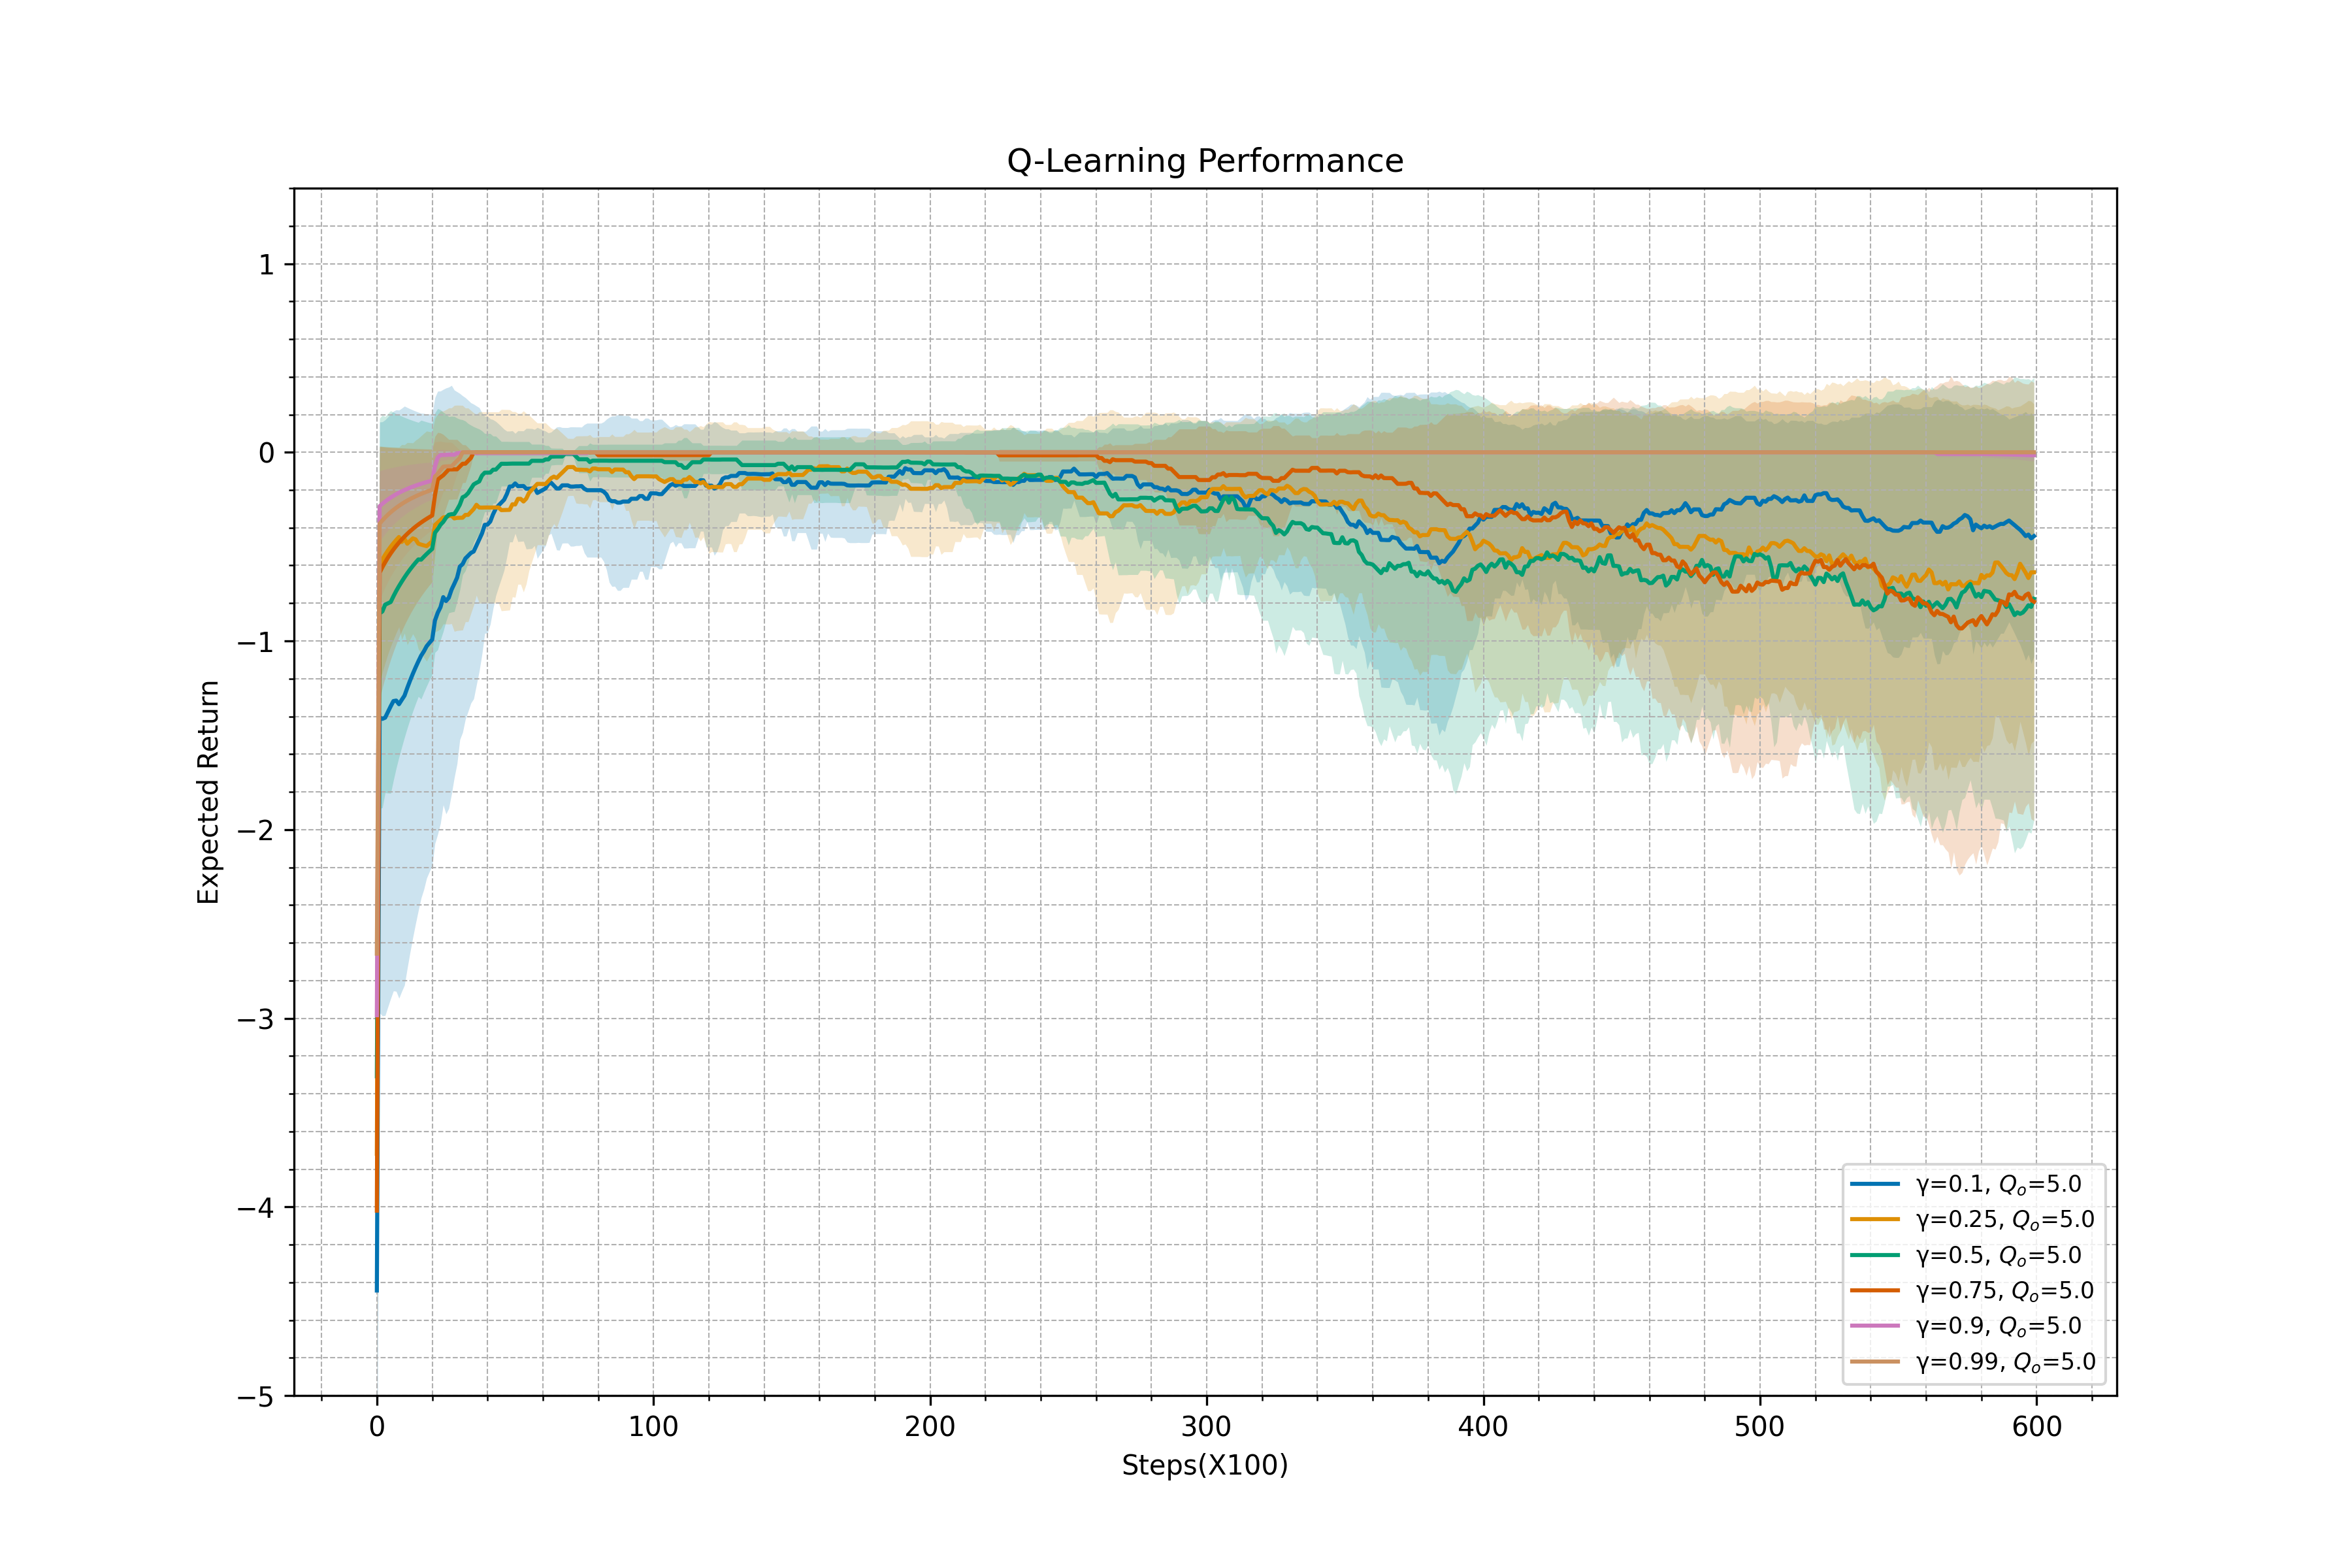 Q-Learning Performance
Expected Return
1
0
−1
−2
−3
−4
−5
0 100 200 300 400 500 600
Steps(X100)
γ=0.1, Qₒ=5.0
γ=0.25, Qₒ=5.0
γ=0.5, Qₒ=5.0
γ=0.75, Qₒ=5.0
γ=0.9, Qₒ=5.0
γ=0.99, Qₒ=5.0